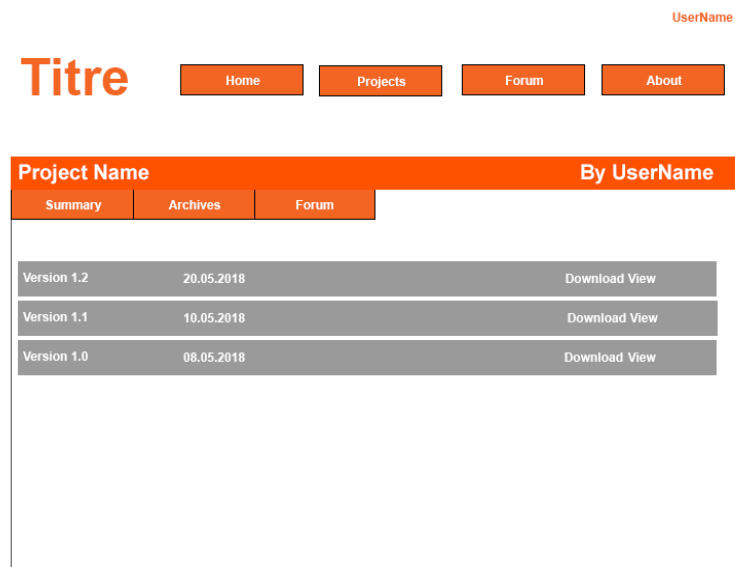 UserName
Titre
Home Projects Forum About
Project Name By UserName
Summary Archives Forum
Version 1.2 20.05.2018 Download View
Version 1.1 10.05.2018 Download View
Version 1.0 08.05.2018 Download View